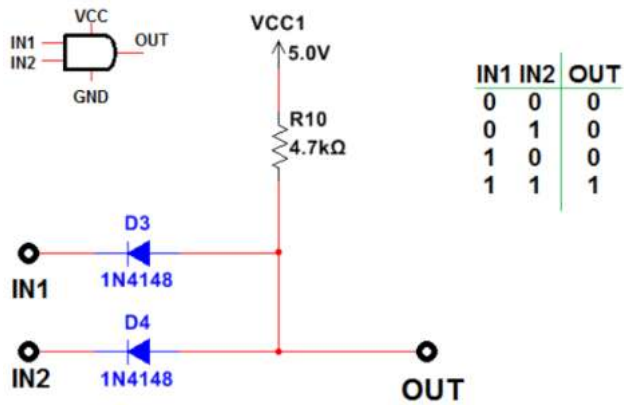 VCC
IN1
IN2
OUT
GND
VCC1
5.0V
R10
4.7kΩ
IN1 IN2 OUT
0 0 0
0 1 0
1 0 0
1 1 1
D3
1N4148
IN1
D4
1N4148
IN2
OUT